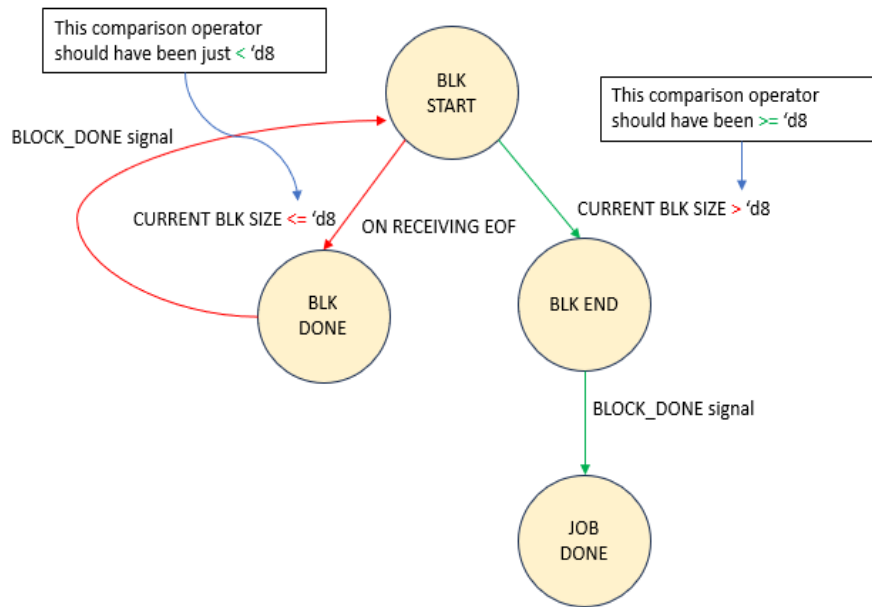 This comparison operator
should have been just < ‘d8
BLK
START
This comparison operator
should have been >= ‘d8
BLOCK_DONE signal
CURRENT BLK SIZE <= ‘d8
ON RECEIVING EOF
CURRENT BLK SIZE > ‘d8
BLK
DONE
BLK END
BLOCK_DONE signal
JOB
DONE